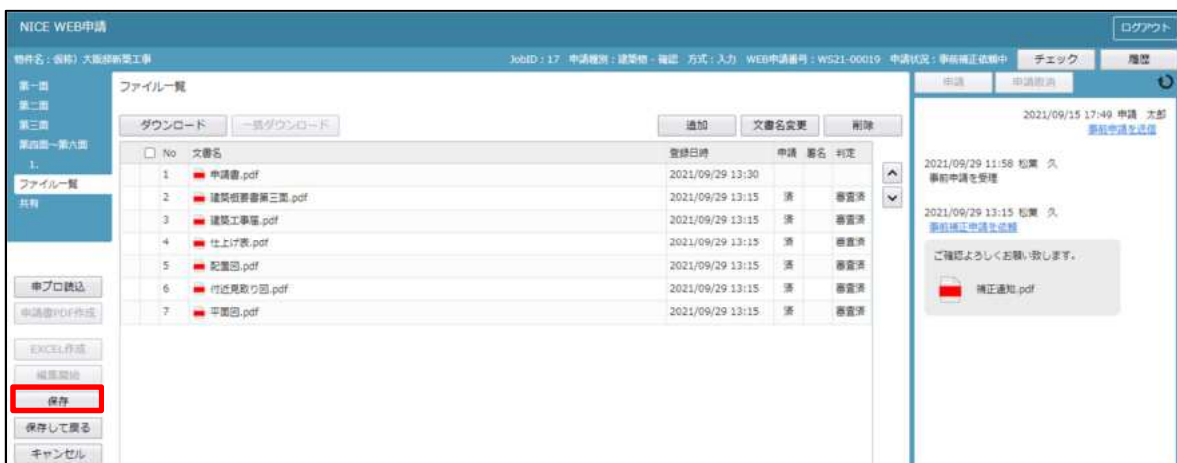 NICE WEB申請
ログアウト
物件名：仮称）大阪邸新築工事 JobID：17 申請種別：建築物 - 確認 方式：入力 WEB申請番号：WS21-00019 申請状況：事前補正依頼中 チェック 履歴
第一面
第二面
第三面
第四面～第六面
1.
ファイル一覧
共有
申プロ読込
申請書PDF作成
EXCEL作成
編集開始
保存
保存して戻る
キャンセル
ファイル一覧
ダウンロード 一括ダウンロード 追加 文書名変更 削除
No 文書名 登録日時 申請 署名 判定
1 申請書.pdf 2021/09/29 13:30
2 建築概要書第三面.pdf 2021/09/29 13:15 済 審査済
3 建築工事届.pdf 2021/09/29 13:15 済 審査済
4 仕上げ表.pdf 2021/09/29 13:15 済 審査済
5 配置図.pdf 2021/09/29 13:15 済 審査済
6 付近見取り図.pdf 2021/09/29 13:15 済 審査済
7 平面図.pdf 2021/09/29 13:15 済 審査済
申請 申請取消
2021/09/15 17:49 申請 太郎
事前申請を送信
2021/09/29 11:58 松葉 久
事前申請を受理
2021/09/29 13:15 松葉 久
事前補正申請を依頼
ご確認よろしくお願い致します。
補正通知.pdf